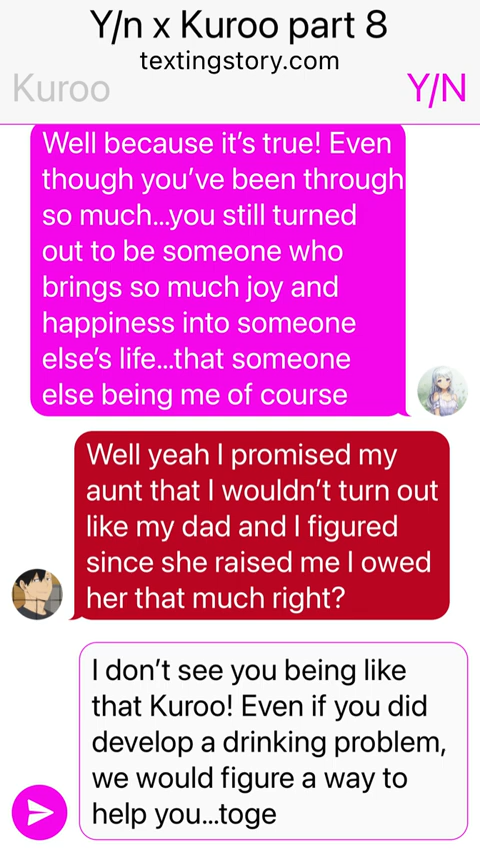 Y/n x Kuroo part 8
textingstory.com
Kuroo
Y/N
Well because it’s true! Even
though you’ve been through
so much...you still turned
out to be someone who
brings so much joy and
happiness into someone
else’s life...that someone
else being me of course
Well yeah I promised my
aunt that I wouldn’t turn out
like my dad and I figured
since she raised me I owed
her that much right?
I don’t see you being like
that Kuroo! Even if you did
develop a drinking problem,
we would figure a way to
help you...toge